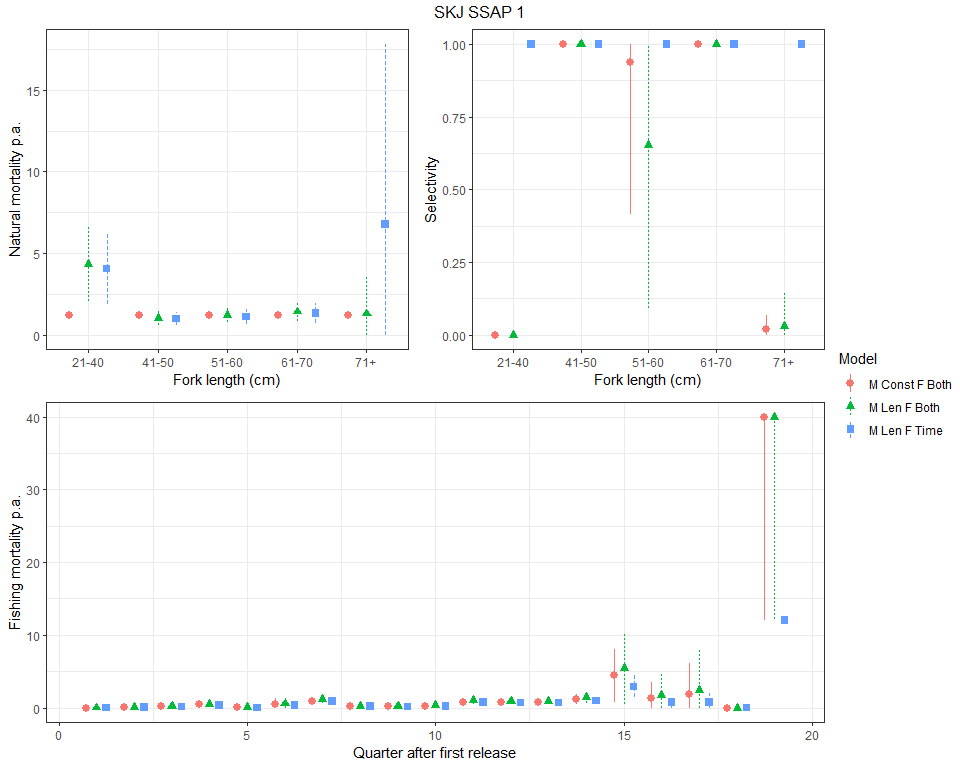 SKJ SSAP 1
Natural mortality p.a.
15
10
5
0
21-40 41-50 51-60 61-70 71+
Fork length (cm)
Selectivity
1.00
0.75
0.50
0.25
0.00
21-40 41-50 51-60 61-70 71+
Fork length (cm)
Model
M Const F Both
M Len F Both
M Len F Time
Fishing mortality p.a.
40
30
20
10
0
0 5 10 15 20
Quarter after first release